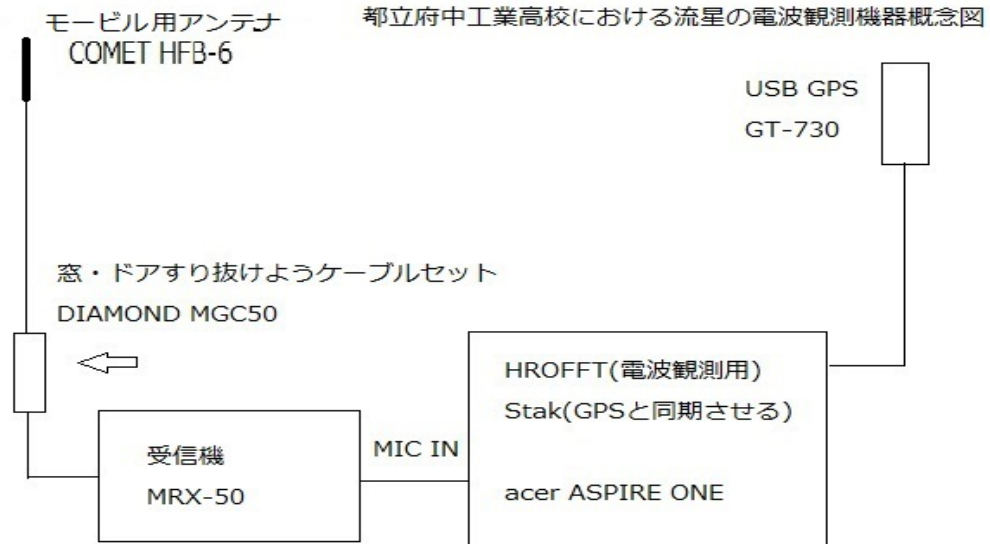 都立府中工業高校における流星の電波観測機器概念図
モービル用アンテナ
COMET HFB-6
USB GPS
GT-730
窓・ドアすり抜けようケーブルセット
DIAMOND MGC50
HROFFT(電波観測用)
Stak(GPSと同期させる)
acer ASPIRE ONE
MIC IN
受信機
MRX-50